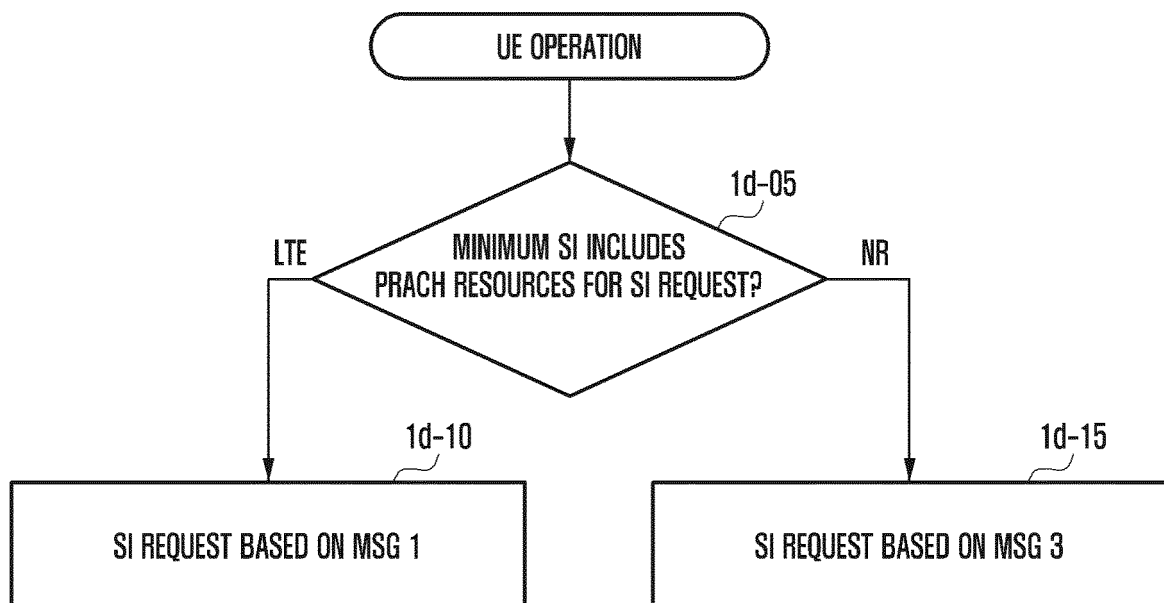 UE OPERATION
1d-05
LTE
MINIMUM SI INCLUDES
PRACH RESOURCES FOR SI REQUEST?
NR
1d-10
1d-15
SI REQUEST BASED ON MSG 1
SI REQUEST BASED ON MSG 3